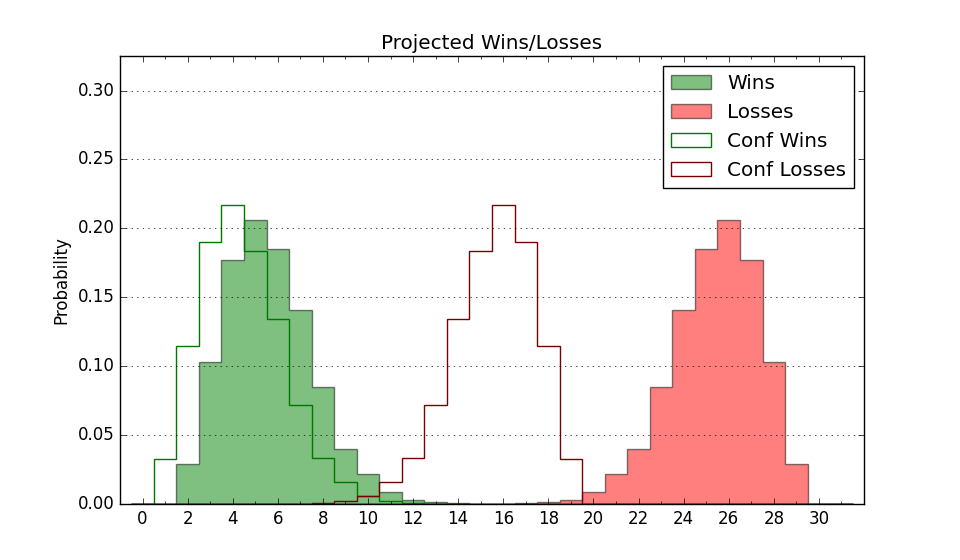 Projected Wins/Losses
Probability
0.30
0.25
0.20
0.15
0.10
0.05
0.00
Wins
Losses
Conf Wins
Conf Losses
0 2 4 6 8 10 12 14 16 18 20 22 24 26 28 30